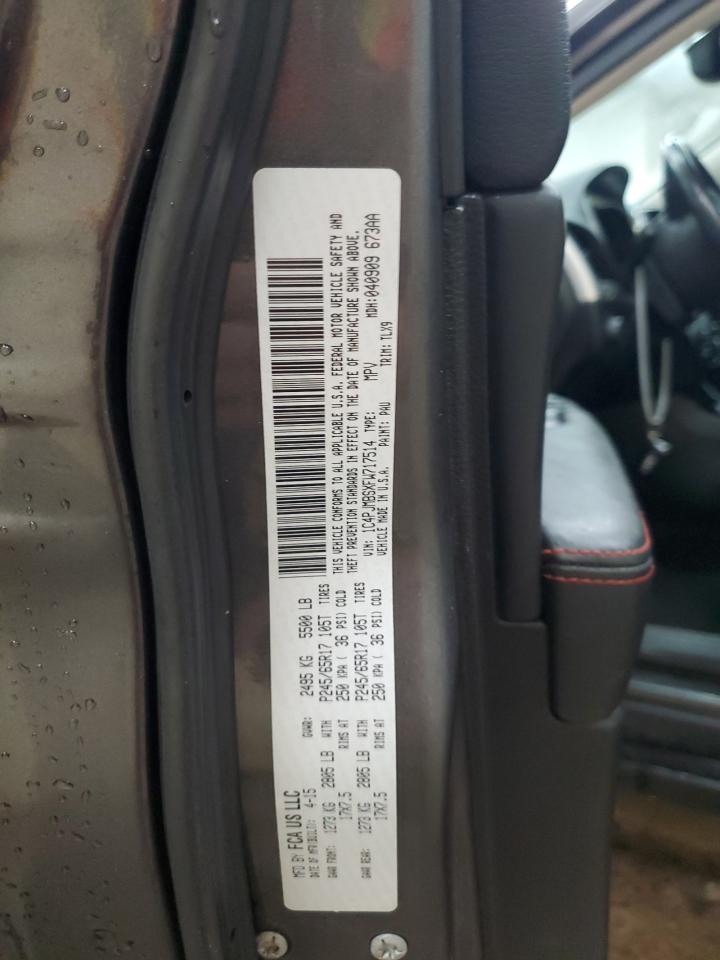 MFD BY FCA US LLC
DATE OF MFR(BUILT): 4-15 GVWR: 2495 KG 5500 LB
GAWR FRONT: 1273 KG 2805 LB WITH P245/65R17 105T TIRES
17X7.5 RIMS AT 250 KPA ( 36 PSI) COLD
GAWR REAR: 1273 KG 2805 LB WITH P245/65R17 105T TIRES
17X7.5 RIMS AT 250 KPA ( 36 PSI) COLD
THIS VEHICLE CONFORMS TO ALL APPLICABLE U.S.A. FEDERAL MOTOR VEHICLE SAFETY AND
THEFT PREVENTION STANDARDS IN EFFECT ON THE DATE OF MANUFACTURE SHOWN ABOVE.
VIN: 1C4PJMBSXFW717514 TYPE: MPV MDH:040909 673AA
VEHICLE MADE IN U.S.A. PAINT: PAU TRIM: TLX9